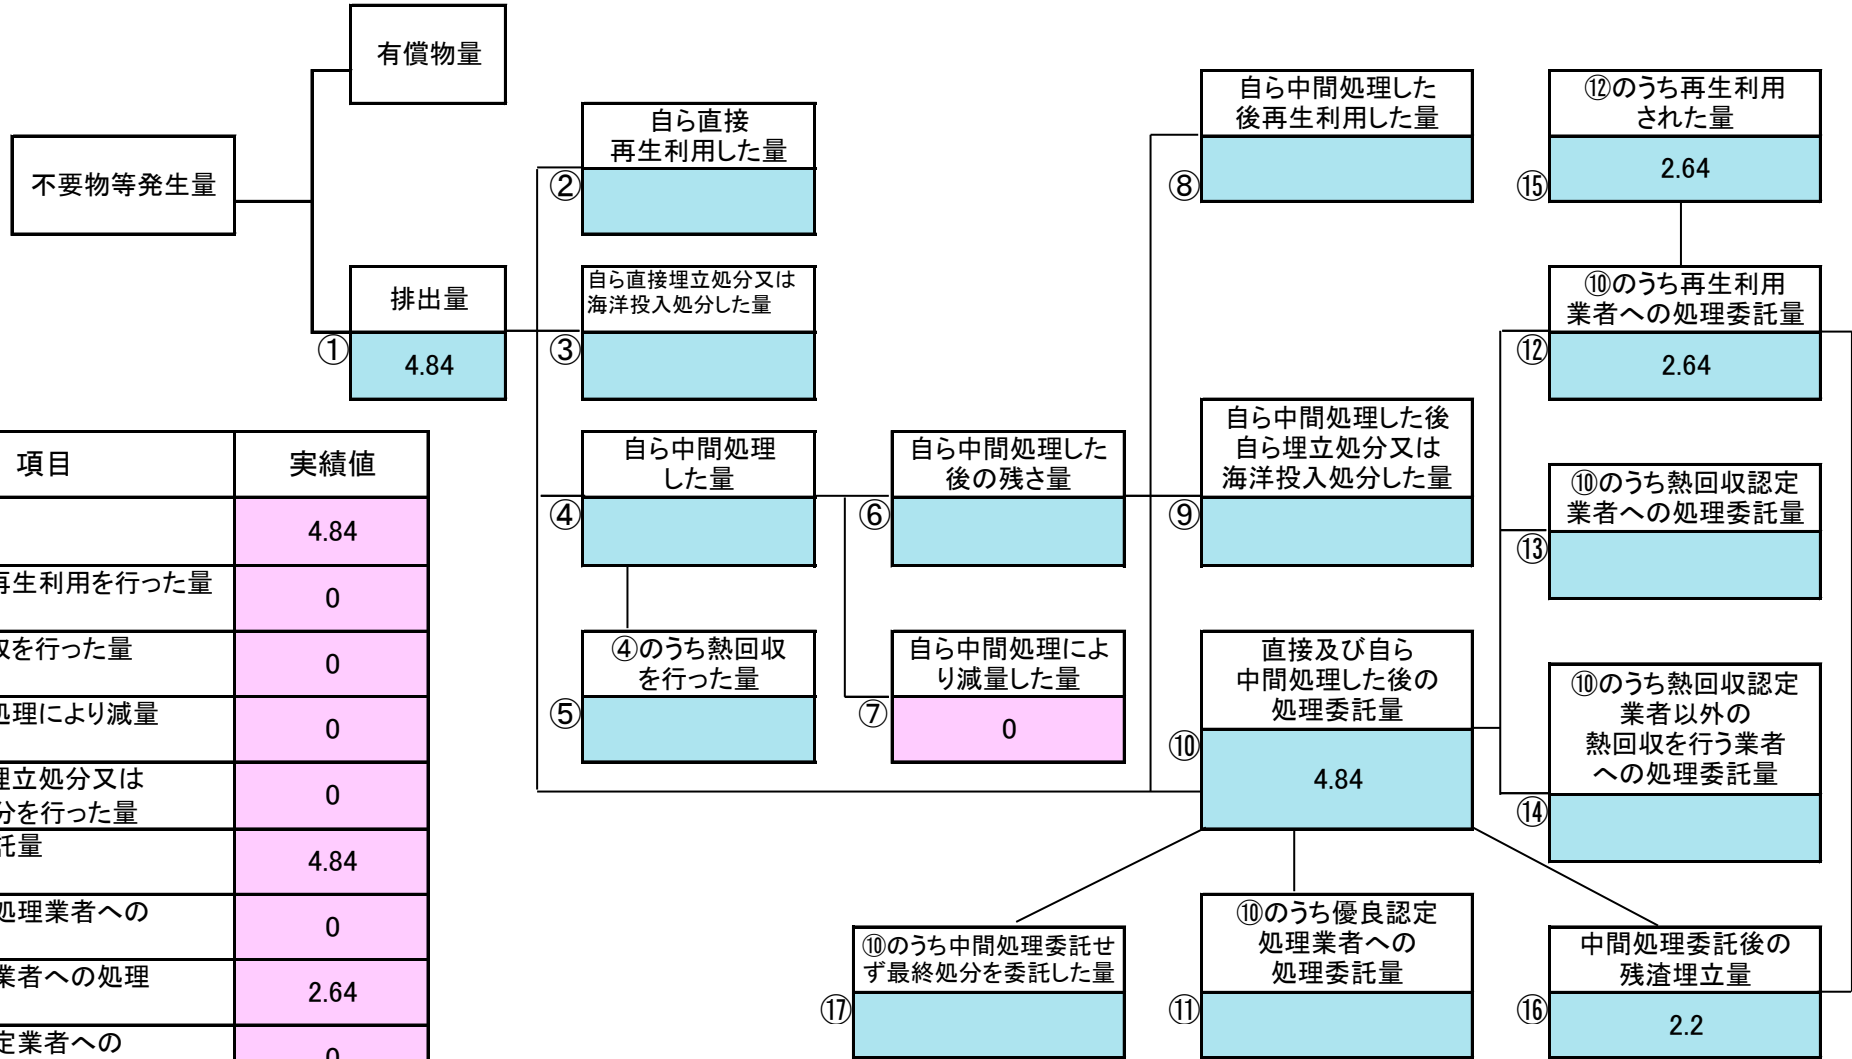 有償物量
不要物等発生量
排出量
①
4.84
自ら直接
再生利用した量
②
自ら直接埋立処分又は
海洋投入処分した量
③
自ら中間処理
した量
④
④のうち熱回収
を行った量
⑤
自ら中間処理した
後の残さ量
⑥
自ら中間処理によ
り減量した量
⑦
0
自ら中間処理した
後再生利用した量
⑧
自ら中間処理した後
自ら埋立処分又は
海洋投入処分した量
⑨
直接及び自ら
中間処理した後の
処理委託量
⑩
4.84
⑩のうち優良認定
処理業者への
処理委託量
⑪
⑩のうち中間処理委託せ
ず最終処分を委託した量
⑰
⑫のうち再生利用
された量
⑮
2.64
⑩のうち再生利用
業者への処理委託量
⑫
2.64
⑩のうち熱回収認定
業者への処理委託量
⑬
⑩のうち熱回収認定
業者以外の
熱回収を行う業者
への処理委託量
⑭
中間処理委託後の
残渣埋立量
⑯
2.2
項目 実績値
4.84
再生利用を行った量 0
収を行った量 0
処理により減量 0
埋立処分又は
分を行った量 0
託量 4.84
処理業者への 0
業者への処理 2.64
定業者への 0